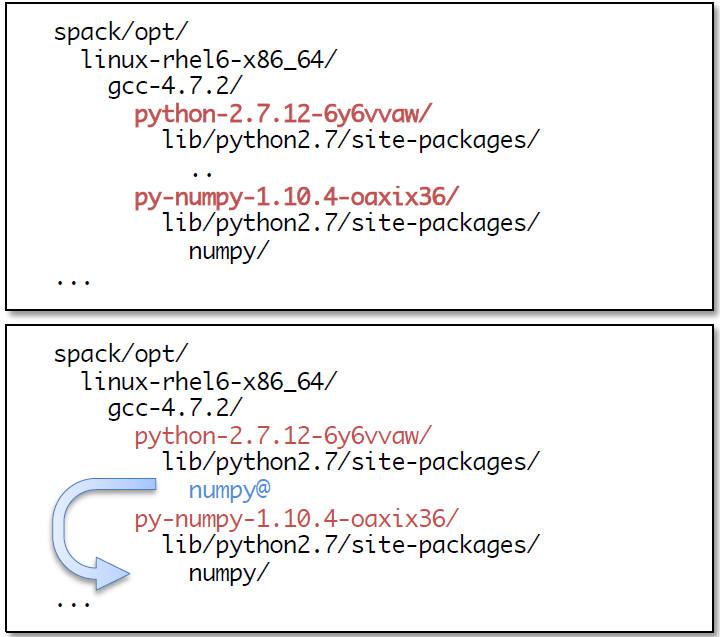 spack/opt/
linux-rhel6-x86_64/
gcc-4.7.2/
python-2.7.12-6y6vvaw/
lib/python2.7/site-packages/
..
py-numpy-1.10.4-oaxix36/
lib/python2.7/site-packages/
numpy/
...
spack/opt/
linux-rhel6-x86_64/
gcc-4.7.2/
python-2.7.12-6y6vvaw/
lib/python2.7/site-packages/
numpy@
py-numpy-1.10.4-oaxix36/
lib/python2.7/site-packages/
numpy/
...